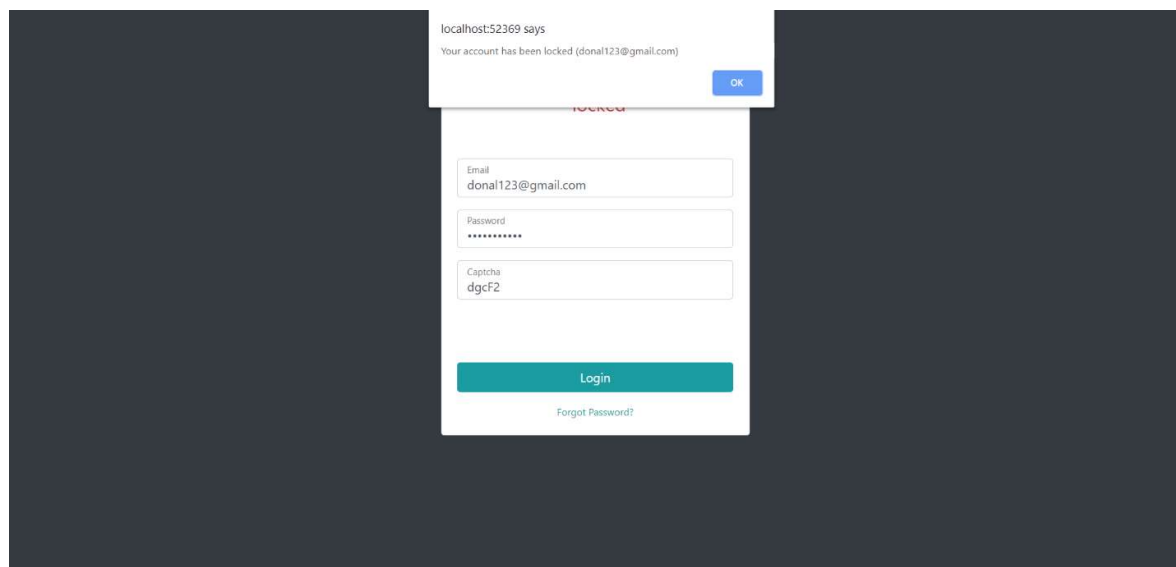 localhost:52369 says
Your account has been locked (donal123@gmail.com)
OK
locked
Email
donal123@gmail.com
Password
•••••••••••
Captcha
dgcF2
Login
Forgot Password?